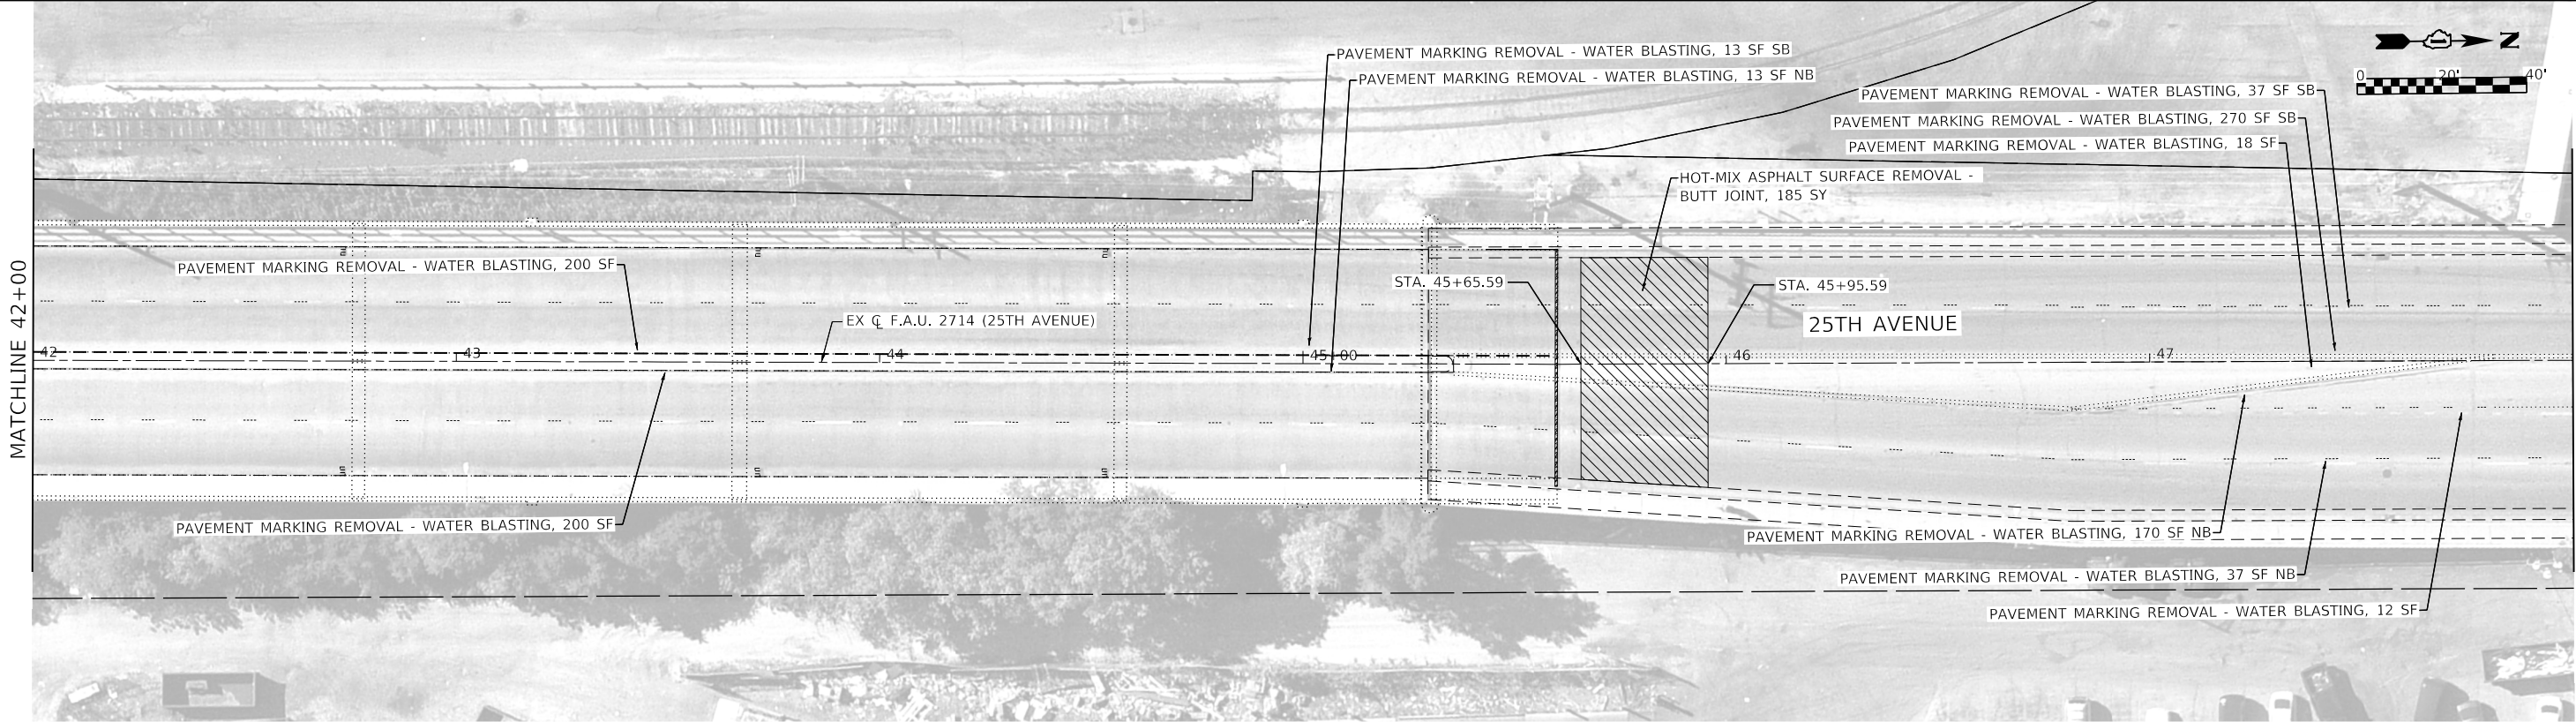 PAVEMENT MARKING REMOVAL - WATER BLASTING, 13 SF SB
PAVEMENT MARKING REMOVAL - WATER BLASTING, 13 SF NB
N
0 20' 40'
PAVEMENT MARKING REMOVAL - WATER BLASTING, 37 SF SB
PAVEMENT MARKING REMOVAL - WATER BLASTING, 270 SF SB
PAVEMENT MARKING REMOVAL - WATER BLASTING, 18 SF
HOT-MIX ASPHALT SURFACE REMOVAL -
BUTT JOINT, 185 SY
PAVEMENT MARKING REMOVAL - WATER BLASTING, 200 SF
STA. 45+65.59
STA. 45+95.59
EX ℄ F.A.U. 2714 (25TH AVENUE)
25TH AVENUE
MATCHLINE 42+00
42
43
44
45+00
46
47
PAVEMENT MARKING REMOVAL - WATER BLASTING, 200 SF
PAVEMENT MARKING REMOVAL - WATER BLASTING, 170 SF NB
PAVEMENT MARKING REMOVAL - WATER BLASTING, 37 SF NB
PAVEMENT MARKING REMOVAL - WATER BLASTING, 12 SF